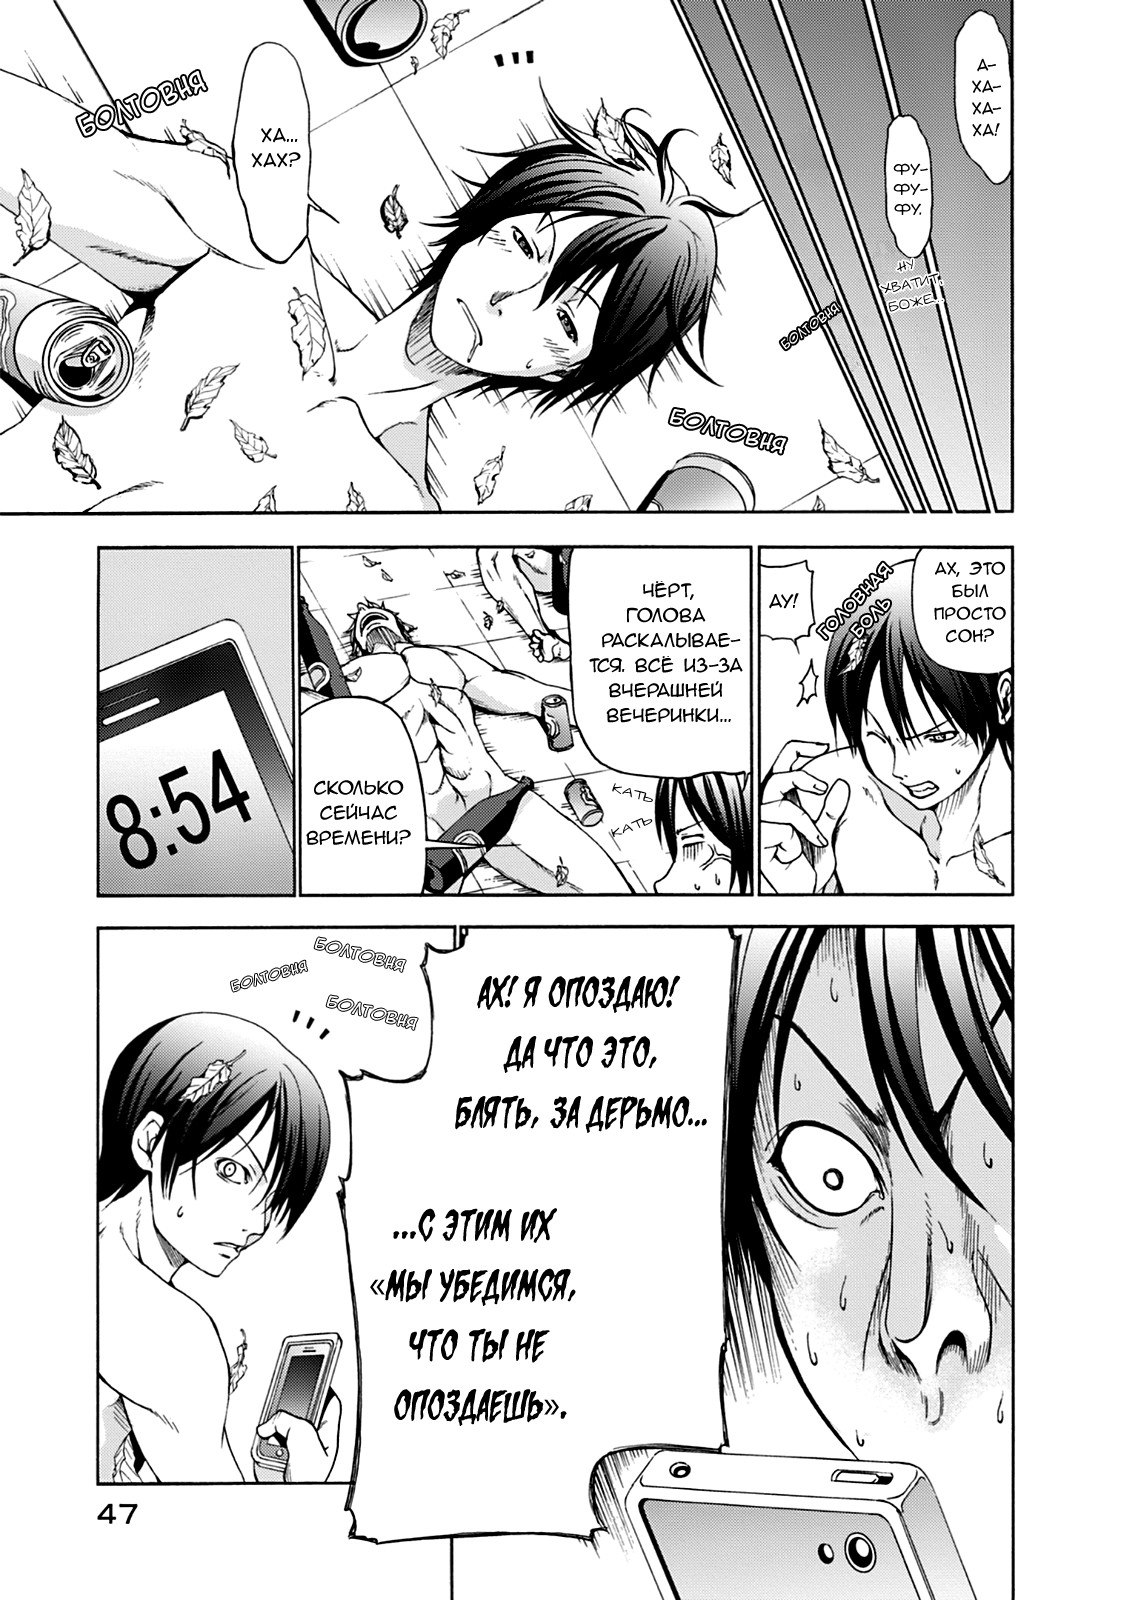 А-
ХА-
ХА-
ХА!
ФУ-
ФУ-
ФУ.
НУ
ХВАТИТ,
БОЖЕ...
БОЛТОВНЯ
ХА...
ХАХ?
БОЛТОВНЯ
БОЛТОВНЯ
АХ, ЭТО
БЫЛ
ПРОСТО
СОН?
ГОЛОВНАЯ
БОЛЬ
АУ!
ЧЁРТ,
ГОЛОВА
РАСКАЛЫВАЕ-
ТСЯ. ВСЁ ИЗ-ЗА
ВЧЕРАШНЕЙ
ВЕЧЕРИНКИ...
КАТЬ
КАТЬ
СКОЛЬКО
СЕЙЧАС
ВРЕМЕНИ?
8:54
АХ! Я ОПОЗДАЮ!
ДА ЧТО ЭТО,
БЛЯТЬ, ЗА ДЕРЬМО...
...С ЭТИМ ИХ
«МЫ УБЕДИМСЯ,
ЧТО ТЫ НЕ
ОПОЗДАЕШЬ».
БОЛТОВНЯ
БОЛТОВНЯ
БОЛТОВНЯ
47